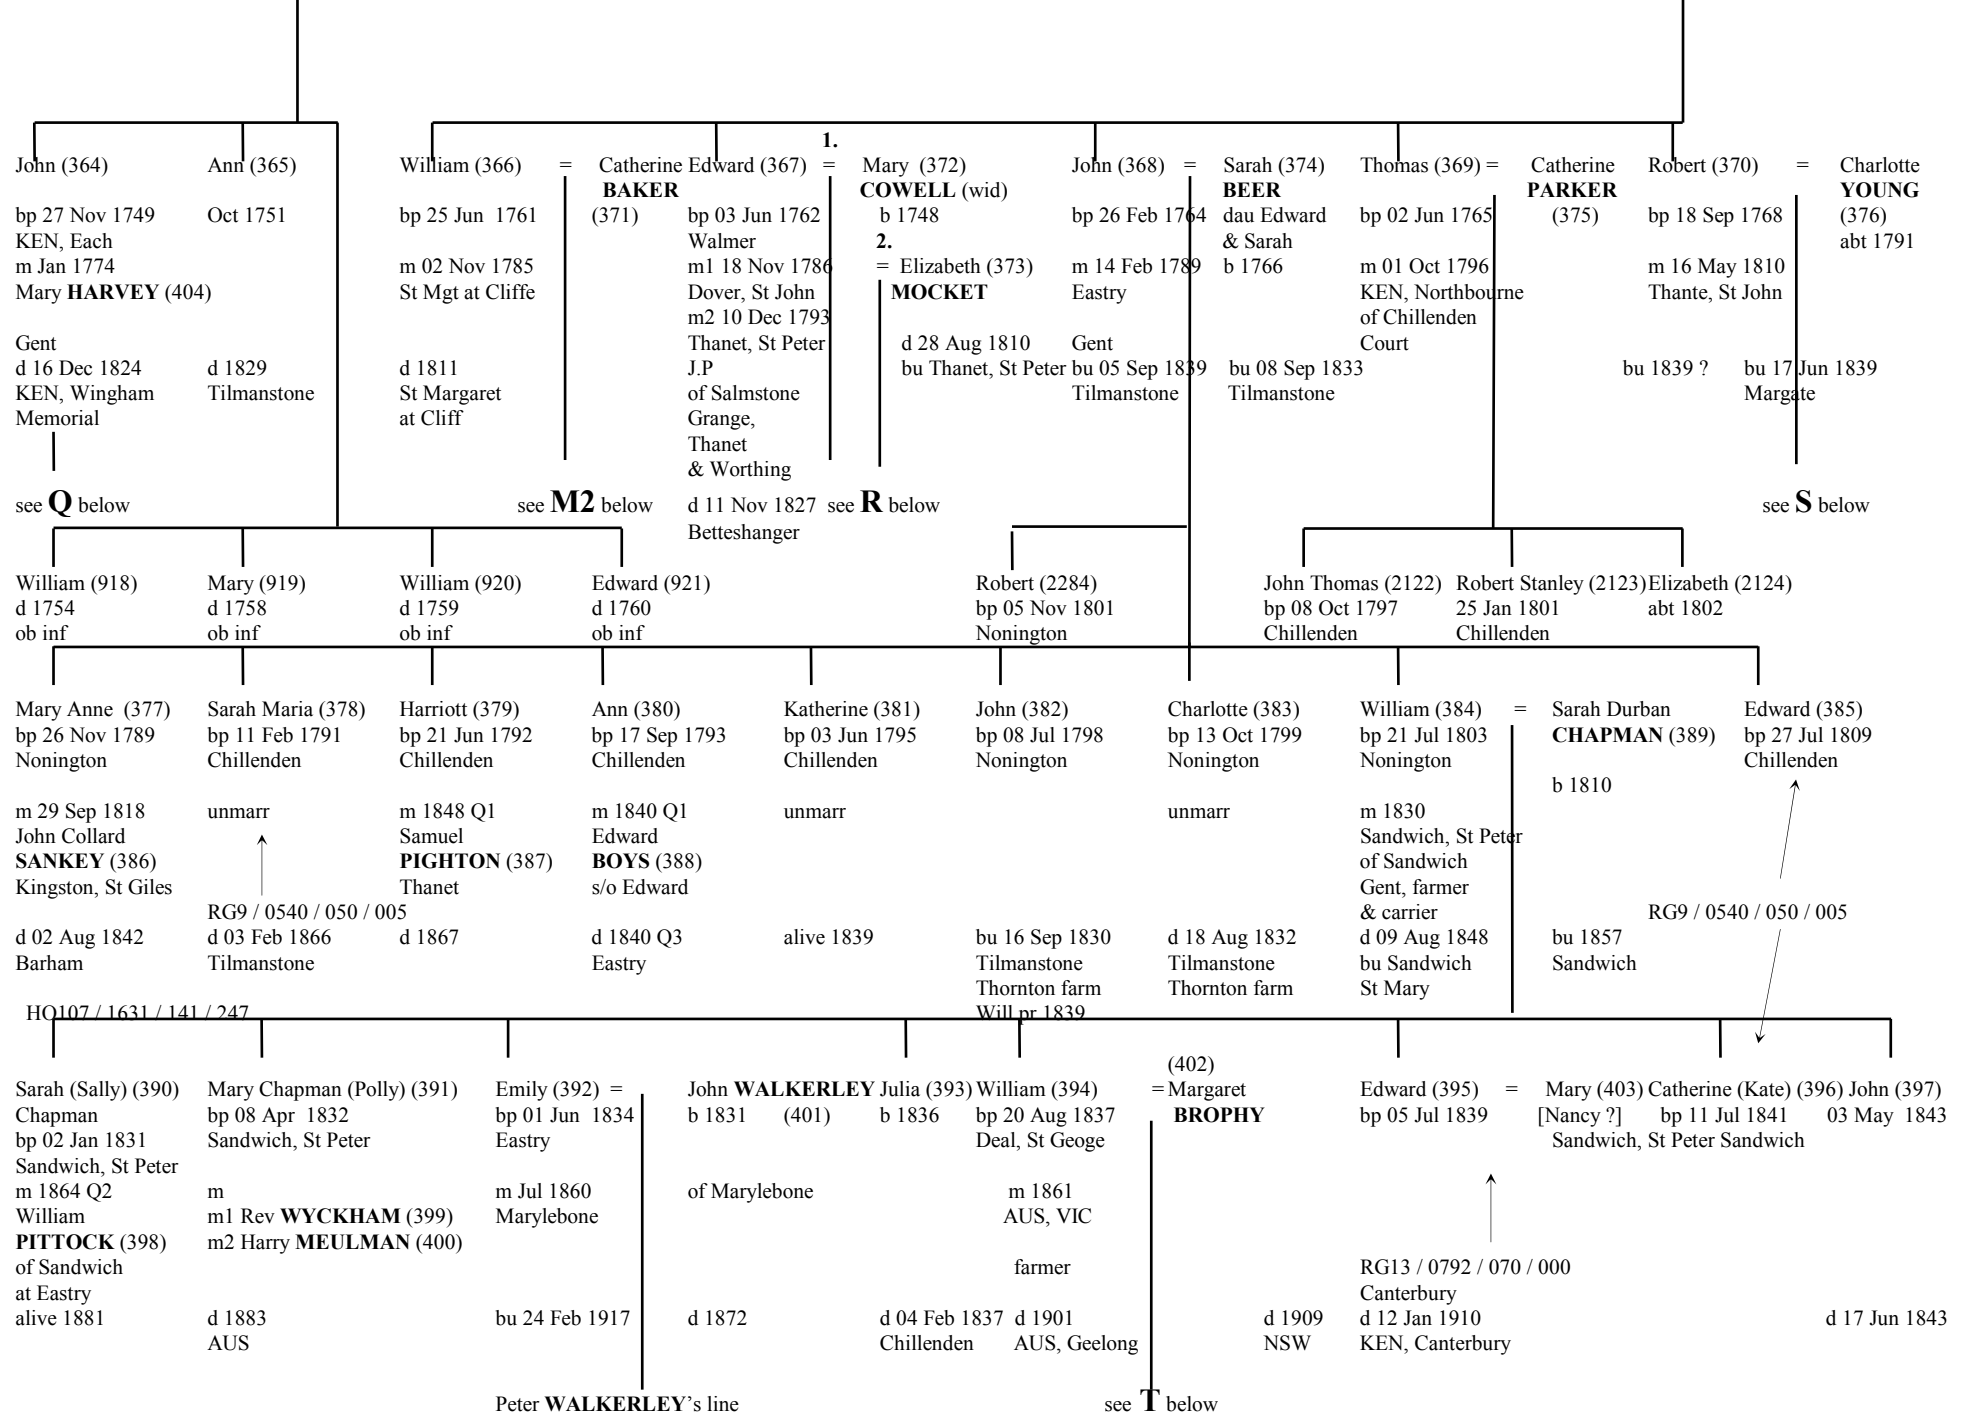 1.
John (364) Ann (365) William (366) = Catherine Edward (367) = Mary (372) John (368) = Sarah (374) Thomas (369) = Catherine Robert (370) = Charlotte
BAKER COWELL (wid) BEER PARKER YOUNG
bp 27 Nov 1749 Oct 1751 bp 25 Jun 1761 (371) bp 03 Jun 1762 b 1748 bp 26 Feb 1764 dau Edward bp 02 Jun 1765 (375) bp 18 Sep 1768 (376)
KEN, Each Walmer 2. & Sarah abt 1791
m Jan 1774 m 02 Nov 1785 m1 18 Nov 1786 = Elizabeth (373) m 14 Feb 1789 b 1766 m 01 Oct 1796 m 16 May 1810
Mary HARVEY (404) St Mgt at Cliffe Dover, St John MOCKET Eastry KEN, Northbourne Thante, St John
m2 10 Dec 1793 of Chillenden
Gent Thanet, St Peter d 28 Aug 1810 Gent Court
d 16 Dec 1824 d 1829 d 1811 J.P bu Thanet, St Peter bu 05 Sep 1839 bu 08 Sep 1833 bu 1839 ? bu 17 Jun 1839
KEN, Wingham Tilmanstone St Margaret of Salmstone Tilmanstone Tilmanstone Margate
Memorial at Cliff Grange,
Thanet
& Worthing
see Q below see M2 below d 11 Nov 1827 see R below see S below
Betteshanger
William (918) Mary (919) William (920) Edward (921) Robert (2284) John Thomas (2122) Robert Stanley (2123) Elizabeth (2124)
d 1754 d 1758 d 1759 d 1760 bp 05 Nov 1801 bp 08 Oct 1797 25 Jan 1801 abt 1802
ob inf ob inf ob inf ob inf Nonington Chillenden Chillenden
Mary Anne (377) Sarah Maria (378) Harriott (379) Ann (380) Katherine (381) John (382) Charlotte (383) William (384) = Sarah Durban Edward (385)
bp 26 Nov 1789 bp 11 Feb 1791 bp 21 Jun 1792 bp 17 Sep 1793 bp 03 Jun 1795 bp 08 Jul 1798 bp 13 Oct 1799 bp 21 Jul 1803 CHAPMAN (389) bp 27 Jul 1809
Nonington Chillenden Chillenden Chillenden Chillenden Nonington Nonington Nonington Chillenden
b 1810
m 29 Sep 1818 unmarr m 1848 Q1 m 1840 Q1 unmarr unmarr m 1830
John Collard Samuel Edward Sandwich, St Peter
SANKEY (386) PIGHTON (387) BOYS (388) of Sandwich
Kingston, St Giles Thanet s/o Edward Gent, farmer
RG9 / 0540 / 050 / 005 & carrier RG9 / 0540 / 050 / 005
d 02 Aug 1842 d 03 Feb 1866 d 1867 d 1840 Q3 alive 1839 bu 16 Sep 1830 d 18 Aug 1832 d 09 Aug 1848 bu 1857
Barham Tilmanstone Eastry Tilmanstone Tilmanstone bu Sandwich Sandwich
Thornton farm Thornton farm St Mary
HO107 / 1631 / 141 / 247 Will pr 1839
(402)
Sarah (Sally) (390) Mary Chapman (Polly) (391) Emily (392) = John WALKERLEY Julia (393) William (394) = Margaret Edward (395) = Mary (403) Catherine (Kate) (396) John (397)
Chapman bp 08 Apr 1832 bp 01 Jun 1834 b 1831 (401) b 1836 bp 20 Aug 1837 BROPHY bp 05 Jul 1839 [Nancy ?] bp 11 Jul 1841 03 May 1843
bp 02 Jan 1831 Sandwich, St Peter Eastry Deal, St Geoge Sandwich, St Peter Sandwich
Sandwich, St Peter
m 1864 Q2 m m Jul 1860 of Marylebone m 1861
William m1 Rev WYCKHAM (399) Marylebone AUS, VIC
PITTOCK (398) m2 Harry MEULMAN (400)
of Sandwich farmer RG13 / 0792 / 070 / 000
at Eastry Canterbury
alive 1881 d 1883 bu 24 Feb 1917 d 1872 d 04 Feb 1837 d 1901 d 1909 d 12 Jan 1910 d 17 Jun 1843
AUS Chillenden AUS, Geelong NSW KEN, Canterbury
Peter WALKERLEY's line see T below